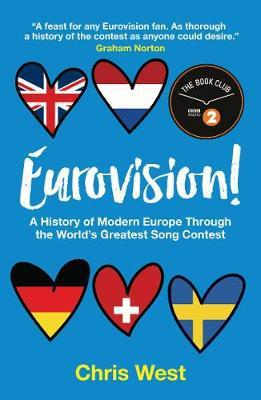 “A feast for any Eurovision fan. As thorough
a history of the contest as anyone could desire.”
Graham Norton
THE BOOK CLUB
BBC
RADIO
2
Eurovision!
A History of Modern Europe Through
the World’s Greatest Song Contest
Chris West